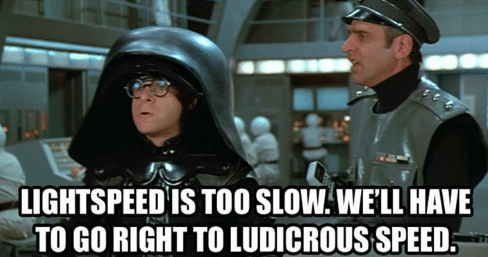 LIGHTSPEED IS TOO SLOW. WE'LL HAVE
TO GO RIGHT TO LUDICROUS SPEED.